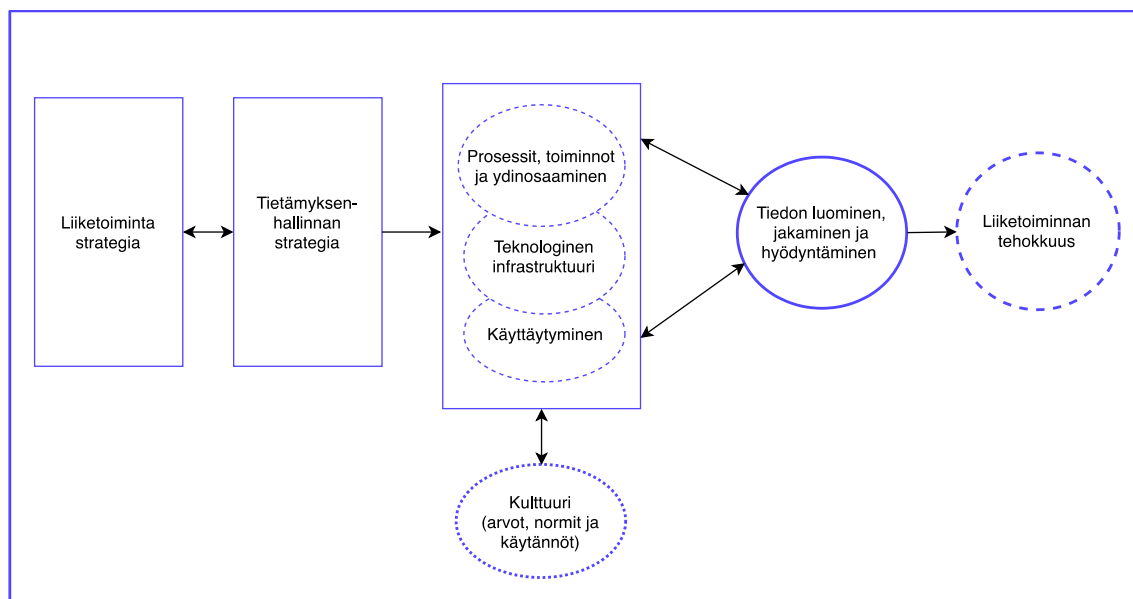 Liiketoiminta
strategia
Tietämyksen-
hallinnan
strategia
Prosessit, toiminnot
ja ydinosaaminen
Teknologinen
infrastruktuuri
Käyttäytyminen
Kulttuuri
(arvot, normit ja
käytännöt)
Tiedon luominen,
jakaminen ja
hyödyntäminen
Liiketoiminnan
tehokkuus